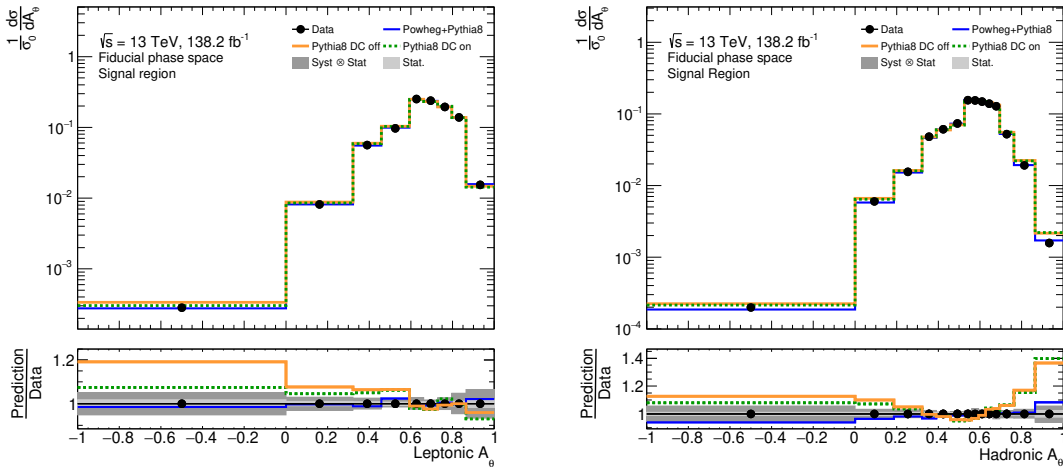 1/σ₀ dσ/dA_θ
√s = 13 TeV, 138.2 fb⁻¹
Fiducial phase space
Signal region
Data
Powheg+Pythia8
Pythia8 DC off
Pythia8 DC on
Syst ⊗ Stat
Stat.
1
10⁻¹
10⁻²
10⁻³
Prediction
Data
1.2
1
−1 −0.8 −0.6 −0.4 −0.2 0 0.2 0.4 0.6 0.8 1
Leptonic A_θ
1/σ₀ dσ/dA_θ
√s = 13 TeV, 138.2 fb⁻¹
Fiducial phase space
Signal Region
Data
Powheg+Pythia8
Pythia8 DC off
Pythia8 DC on
Syst ⊗ Stat
Stat.
1
10⁻¹
10⁻²
10⁻³
10⁻⁴
Prediction
Data
1.4
1.2
1
−1 −0.8 −0.6 −0.4 −0.2 0 0.2 0.4 0.6 0.8 1
Hadronic A_θ